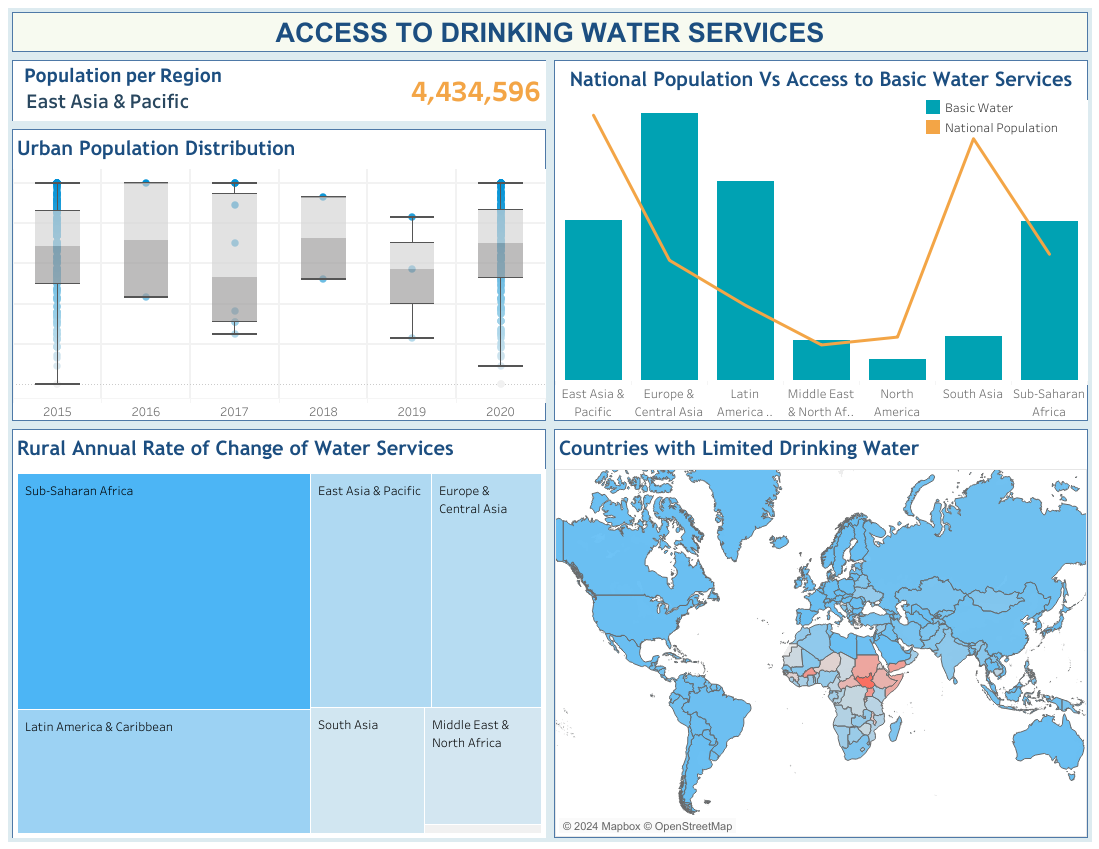 ACCESS TO DRINKING WATER SERVICES
Population per Region
East Asia & Pacific
4,434,596
Urban Population Distribution
2015 2016 2017 2018 2019 2020
National Population Vs Access to Basic Water Services
Basic Water
National Population
East Asia &
Pacific
Europe &
Central Asia
Latin
America ..
Middle East
& North Af..
North
America
South Asia
Sub-Saharan
Africa
Rural Annual Rate of Change of Water Services
Sub-Saharan Africa
East Asia & Pacific
Europe &
Central Asia
Latin America & Caribbean
South Asia
Middle East &
North Africa
Countries with Limited Drinking Water
© 2024 Mapbox © OpenStreetMap